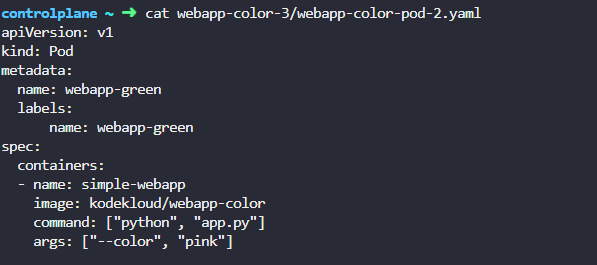 controlplane ~ ➜ cat webapp-color-3/webapp-color-pod-2.yaml
apiVersion: v1
kind: Pod
metadata:
  name: webapp-green
  labels:
      name: webapp-green
spec:
  containers:
  - name: simple-webapp
    image: kodekloud/webapp-color
    command: ["python", "app.py"]
    args: ["--color", "pink"]